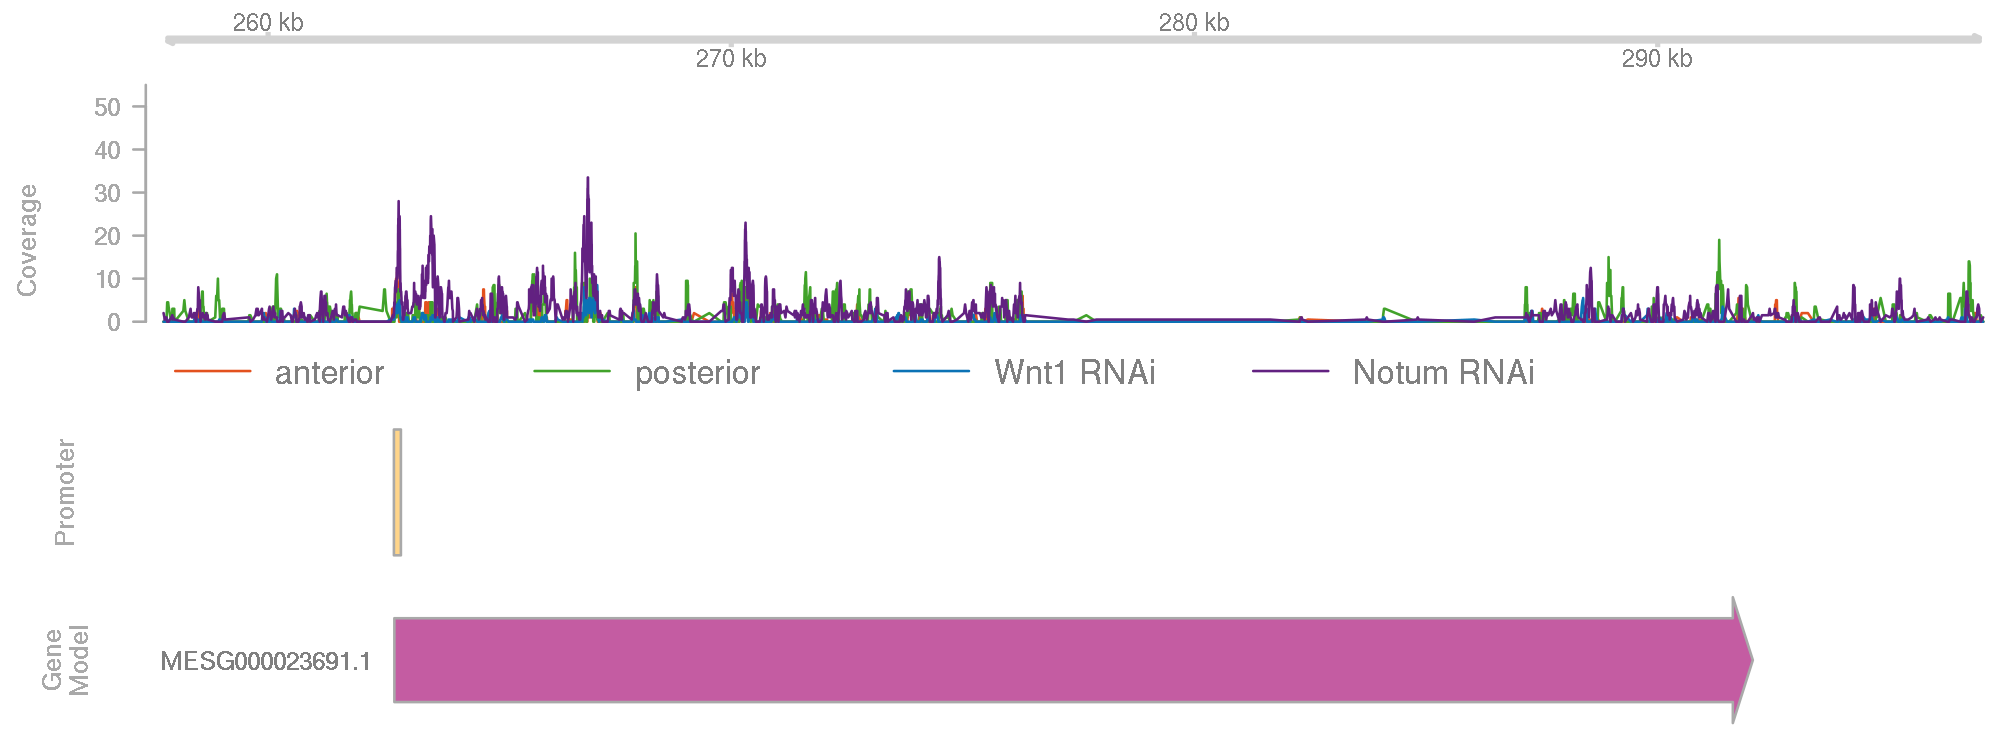 260 kb
280 kb
270 kb
290 kb
Coverage
50
40
30
20
10
0
anterior posterior Wnt1 RNAi Notum RNAi
Promoter
Gene
Model
MESG000023691.1